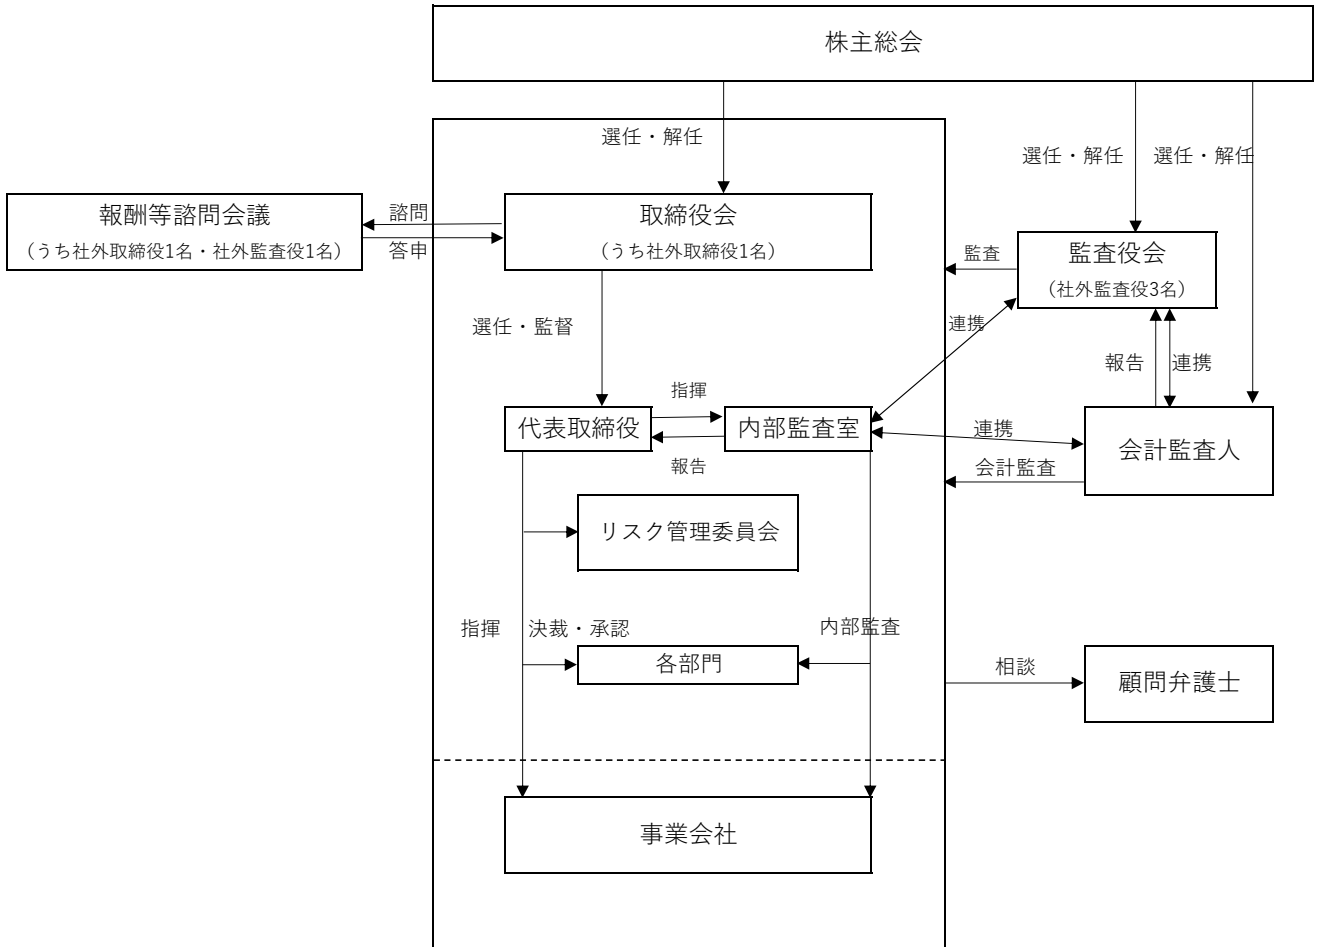 株主総会
選任・解任
選任・解任
選任・解任
報酬等諮問会議
（うち社外取締役1名・社外監査役1名）
諮問
答申
取締役会
（うち社外取締役1名）
監査
監査役会
（社外監査役3名）
選任・監督
連携
報告
連携
指揮
代表取締役
内部監査室
報告
連携
会計監査
会計監査人
リスク管理委員会
指揮
決裁・承認
内部監査
各部門
相談
顧問弁護士
事業会社